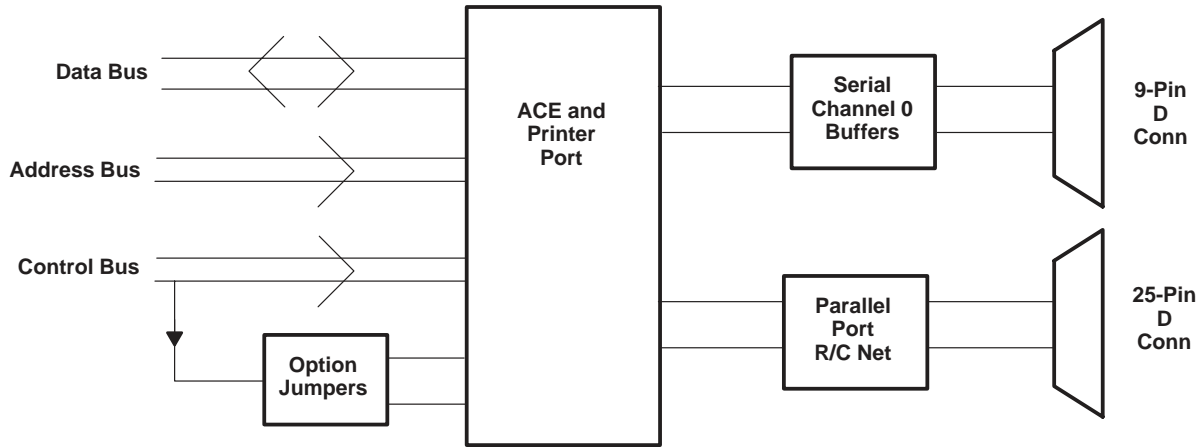 Data Bus
Address Bus
Control Bus
Option
Jumpers
ACE and
Printer
Port
Serial
Channel 0
Buffers
9-Pin
D
Conn
Parallel
Port
R/C Net
25-Pin
D
Conn